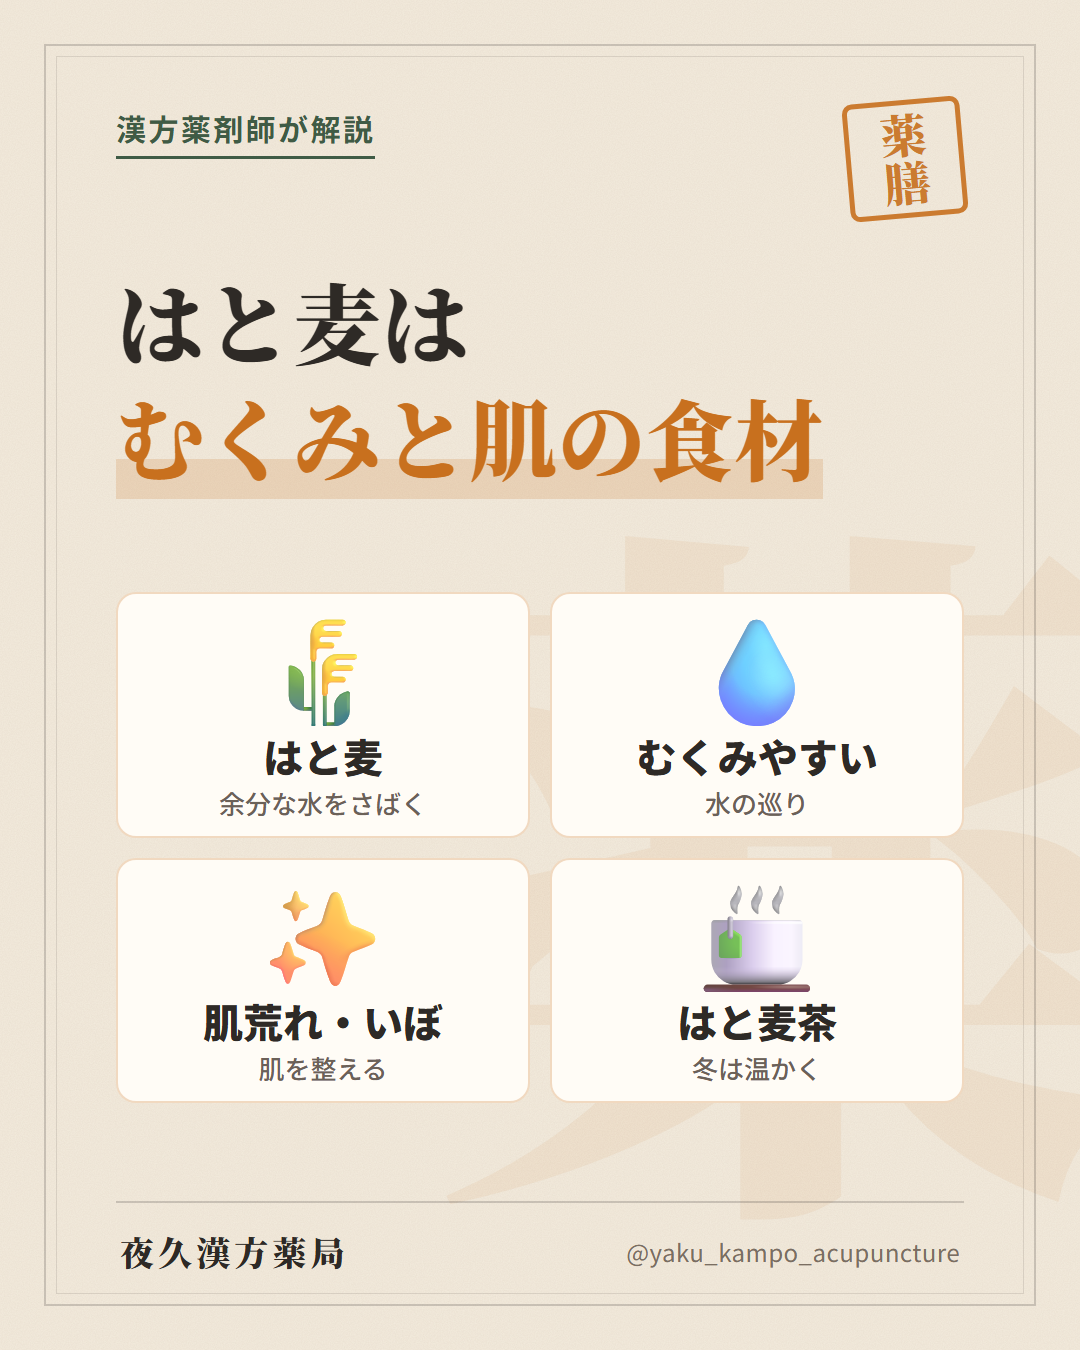 漢方薬剤師が解説
薬
膳
はと麦は
むくみと肌の食材
はと麦
余分な水をさばく
むくみやすい
水の巡り
肌荒れ・いぼ
肌を整える
はと麦茶
冬は温かく
夜久漢方薬局
@yaku_kampo_acupuncture